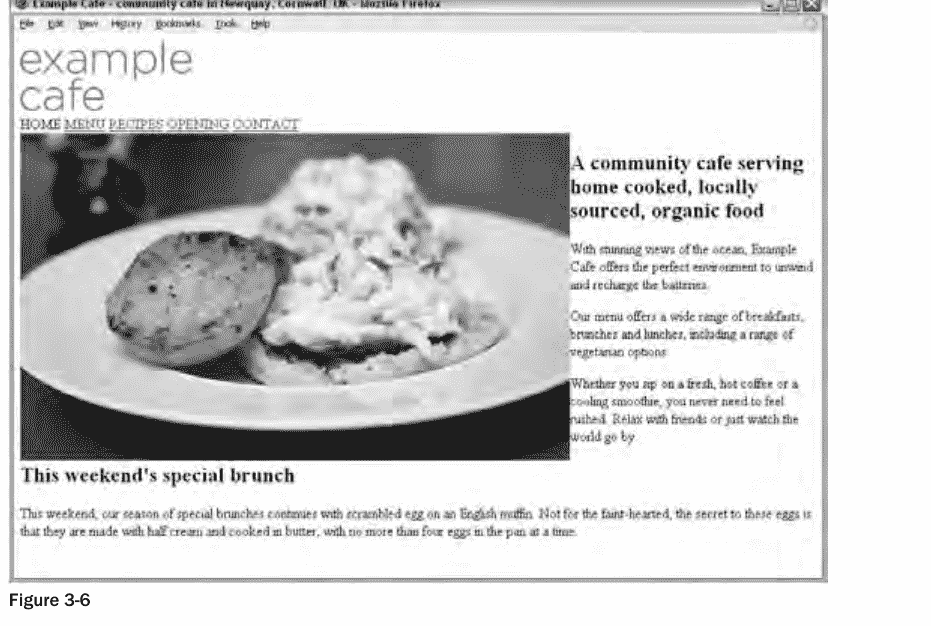 Example Cafe - community cafe in Newquay, Cornwall, UK - Mozilla Firefox
File Edit View History Bookmarks Tools Help
example
cafe
HOME MENU RECIPES OPENING CONTACT
A community cafe serving
home cooked, locally
sourced, organic food
With stunning views of the ocean, Example
Cafe offers the perfect environment to unwind
and recharge the batteries.
Our menu offers a wide range of breakfasts,
brunches and lunches, including a range of
vegetarian options.
Whether you sip on a fresh, hot coffee or a
cooling smoothie, you never need to feel
rushed. Relax with friends or just watch the
world go by.
This weekend's special brunch
This weekend, our season of special brunches continues with scrambled egg on an English muffin. Not for the faint-hearted, the secret to these eggs is
that they are made with half cream and cooked in butter, with no more than four eggs in the pan at a time.
Figure 3-6